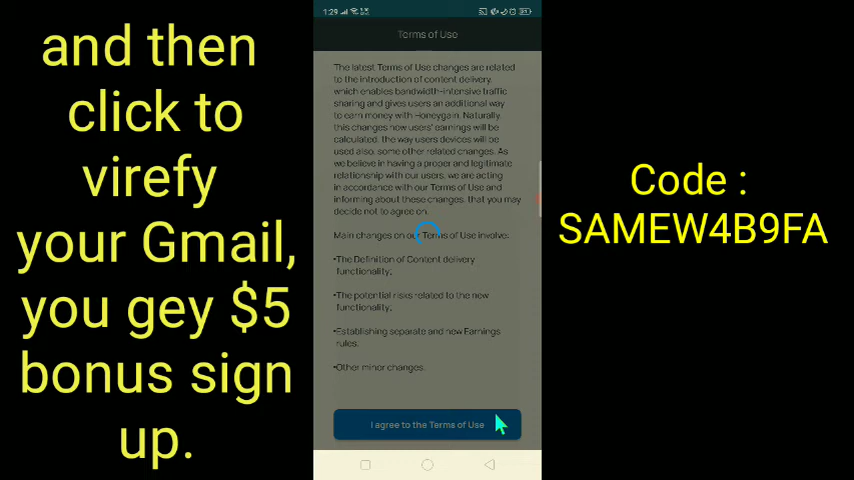 and then
click to
virefy
your Gmail,
you gey $5
bonus sign
up.
1:29
Terms of Use
The latest Terms of Use changes are related
to the introduction of content delivery,
which enables bandwidth-intensive traffic
sharing and gives users an additional way
to earn money with Honeygain. Naturally,
this changes how users' earnings will be
calculated, the way users devices will be
used also, some other related changes. As
we believe in having a proper and legitimate
relationship with our users, we are acting
in accordance with our Terms of Use and
informing about these changes, that you may
decide not to agree on.
Main changes on our Terms of Use involve:
•The Definition of Content delivery
functionality;
•The potential risks related to the new
functionality;
•Establishing separate and new Earnings
rules;
•Other minor changes.
I agree to the Terms of Use
Code :
SAMEW4B9FA